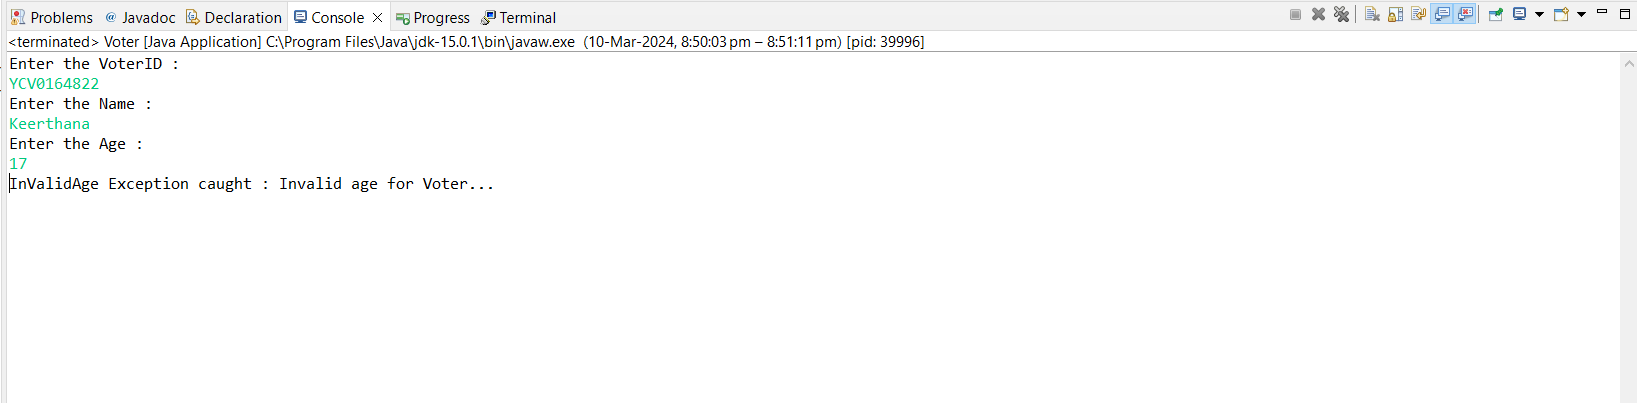 Problems @ Javadoc Declaration Console Progress Terminal
<terminated> Voter [Java Application] C:\Program Files\Java\jdk-15.0.1\bin\javaw.exe (10-Mar-2024, 8:50:03 pm – 8:51:11 pm) [pid: 39996]
Enter the VoterID :
YCV0164822
Enter the Name :
Keerthana
Enter the Age :
17
InValidAge Exception caught : Invalid age for Voter...